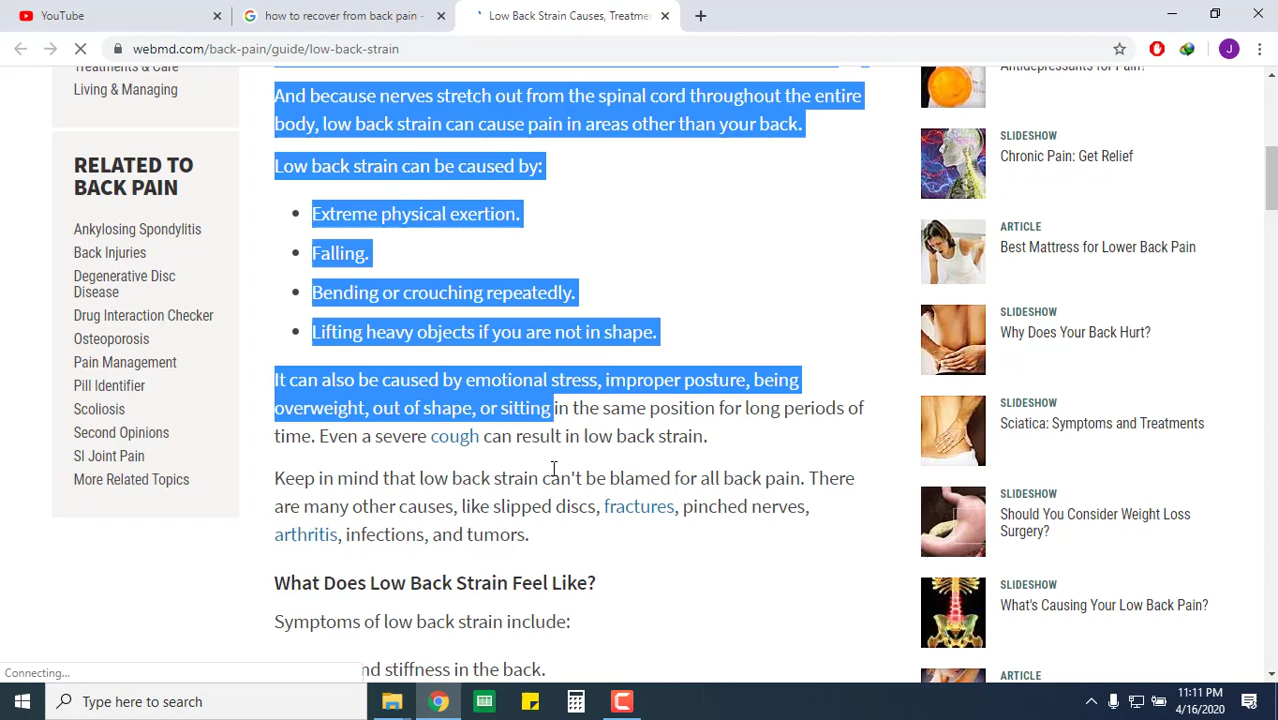 YouTube
how to recover from back pain -
Low Back Strain Causes, Treatme
webmd.com/back-pain/guide/low-back-strain
J
Treatments & Care
Living & Managing
RELATED TO
BACK PAIN
Ankylosing Spondylitis
Back Injuries
Degenerative Disc
Disease
Drug Interaction Checker
Osteoporosis
Pain Management
Pill Identifier
Scoliosis
Second Opinions
SI Joint Pain
More Related Topics
And because nerves stretch out from the spinal cord throughout the entire
body, low back strain can cause pain in areas other than your back.
Low back strain can be caused by:
Extreme physical exertion.
Falling.
Bending or crouching repeatedly.
Lifting heavy objects if you are not in shape.
It can also be caused by emotional stress, improper posture, being
overweight, out of shape, or sitting in the same position for long periods of
time. Even a severe cough can result in low back strain.
Keep in mind that low back strain can't be blamed for all back pain. There
are many other causes, like slipped discs, fractures, pinched nerves,
arthritis, infections, and tumors.
What Does Low Back Strain Feel Like?
Symptoms of low back strain include:
nd stiffness in the back.
Antidepressants for Pain?
SLIDESHOW
Chronic Pain: Get Relief
ARTICLE
Best Mattress for Lower Back Pain
SLIDESHOW
Why Does Your Back Hurt?
SLIDESHOW
Sciatica: Symptoms and Treatments
SLIDESHOW
Should You Consider Weight Loss
Surgery?
SLIDESHOW
What's Causing Your Low Back Pain?
ARTICLE
Connecting...
Type here to search
11:11 PM
4/16/2020